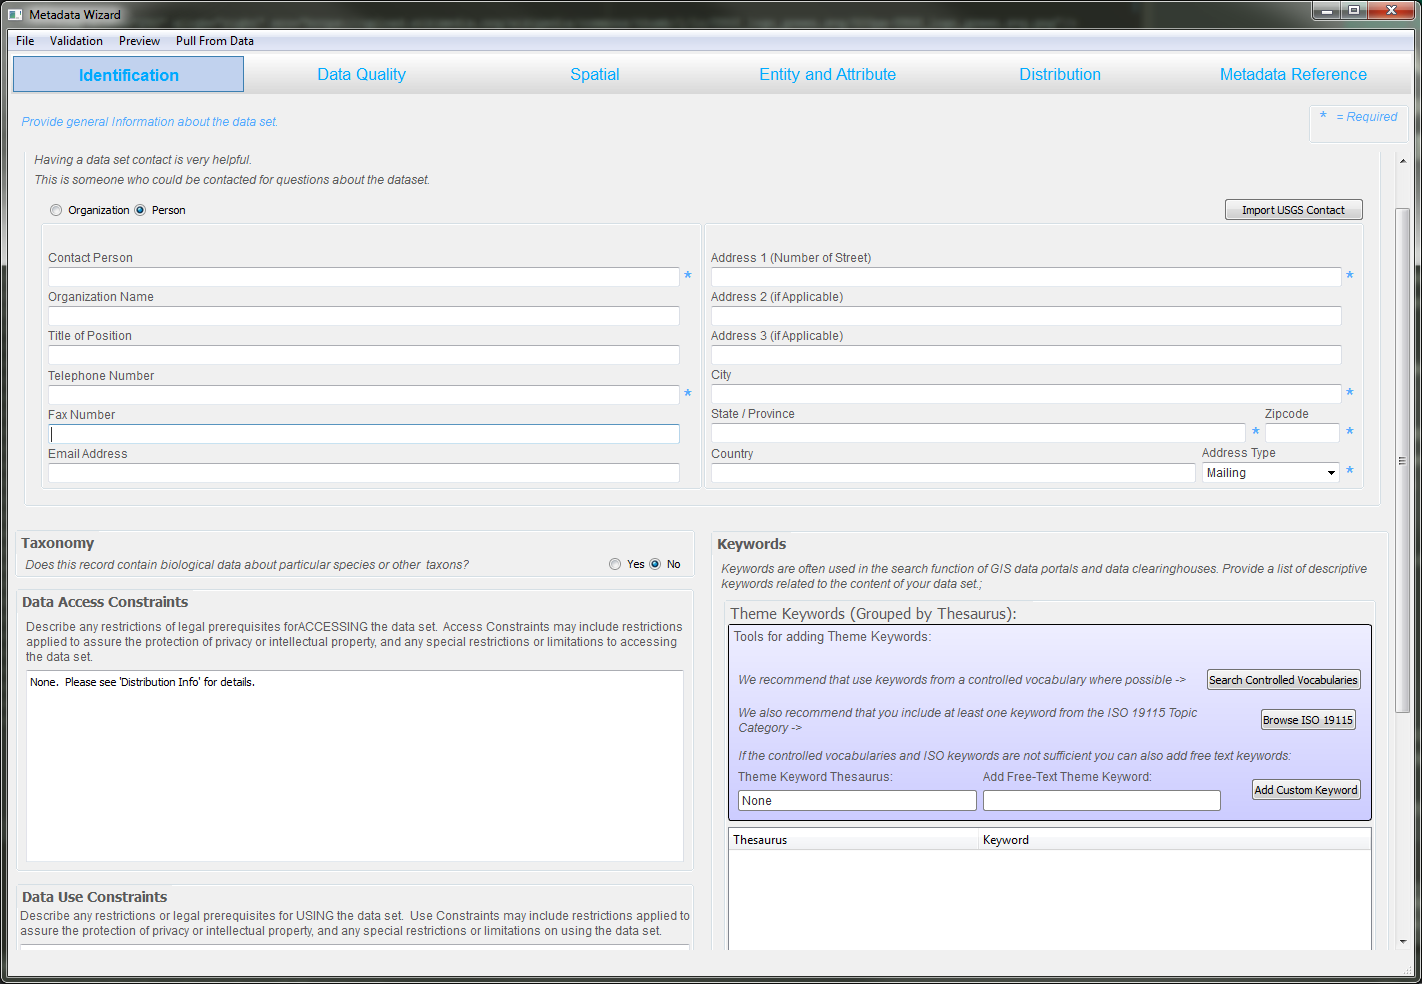 Metadata Wizard
File Validation Preview Pull From Data
Identification Data Quality Spatial Entity and Attribute Distribution Metadata Reference
Provide general Information about the data set.
* = Required
Having a data set contact is very helpful.
This is someone who could be contacted for questions about the dataset.
Organization Person
Import USGS Contact
Contact Person
*
Organization Name
Title of Position
Telephone Number
*
Fax Number
Email Address
Address 1 (Number of Street)
*
Address 2 (if Applicable)
Address 3 (if Applicable)
City
*
State / Province Zipcode
* *
Country Address Type
Mailing *
Taxonomy
Does this record contain biological data about particular species or other taxons? Yes No
Data Access Constraints
Describe any restrictions of legal prerequisites forACCESSING the data set. Access Constraints may include restrictions
applied to assure the protection of privacy or intellectual property, and any special restrictions or limitations to accessing
the data set.
None. Please see 'Distribution Info' for details.
Data Use Constraints
Describe any restrictions or legal prerequisites for USING the data set. Use Constraints may include restrictions applied to
assure the protection of privacy or intellectual property, and any special restrictions or limitations on using the data set.
Keywords
Keywords are often used in the search function of GIS data portals and data clearinghouses. Provide a list of descriptive
keywords related to the content of your data set.;
Theme Keywords (Grouped by Thesaurus):
Tools for adding Theme Keywords:
We recommend that use keywords from a controlled vocabulary where possible -> Search Controlled Vocabularies
We also recommend that you include at least one keyword from the ISO 19115 Topic
Category -> Browse ISO 19115
If the controlled vocabularies and ISO keywords are not sufficient you can also add free text keywords:
Theme Keyword Thesaurus: Add Free-Text Theme Keyword:
None Add Custom Keyword
Thesaurus Keyword